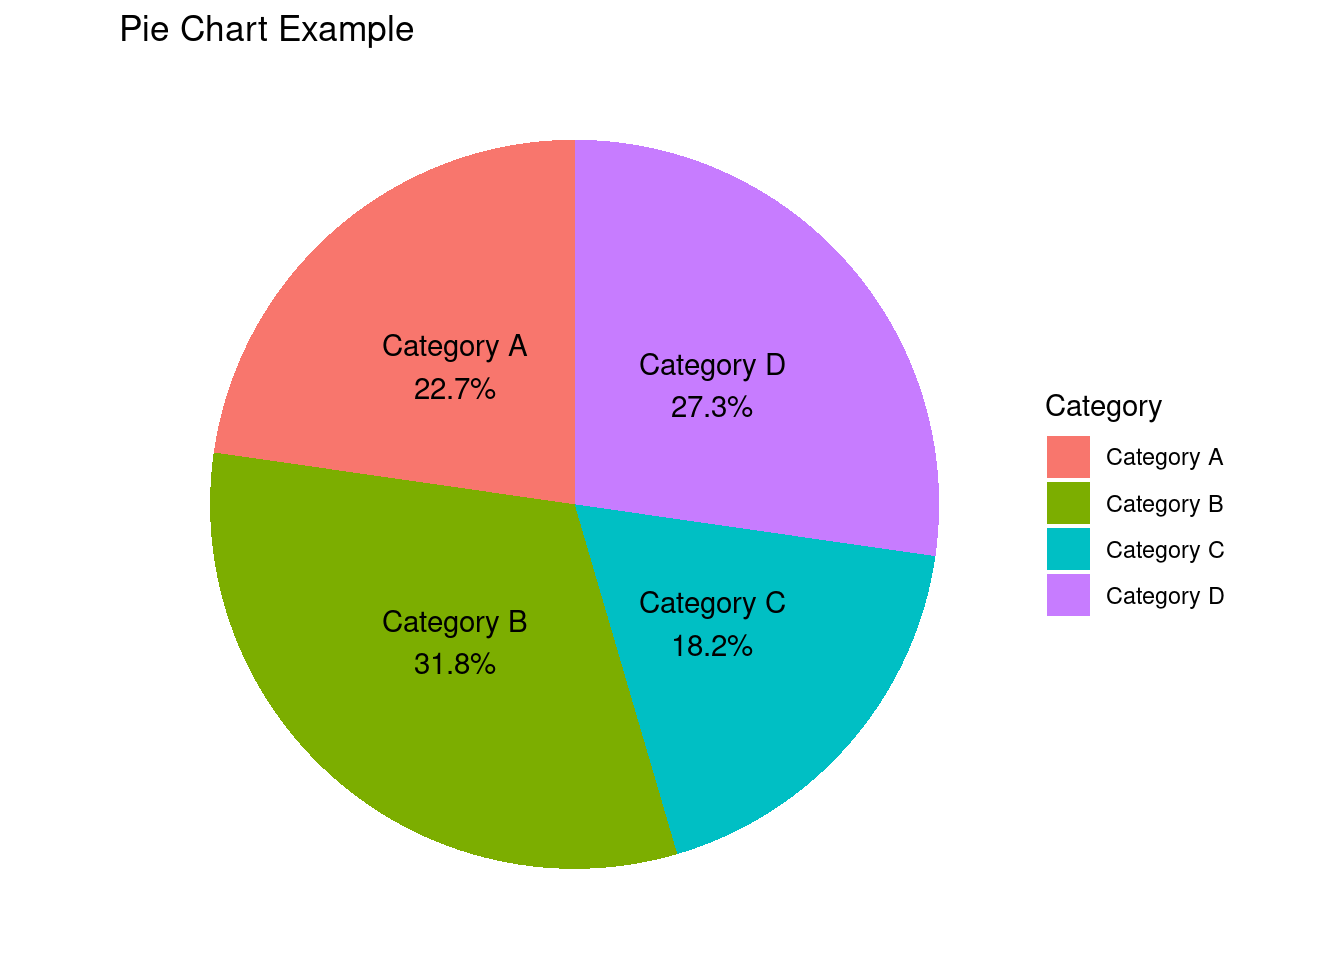 Pie Chart Example
Category A
22.7%
Category D
27.3%
Category B
31.8%
Category C
18.2%
Category
Category A
Category B
Category C
Category D